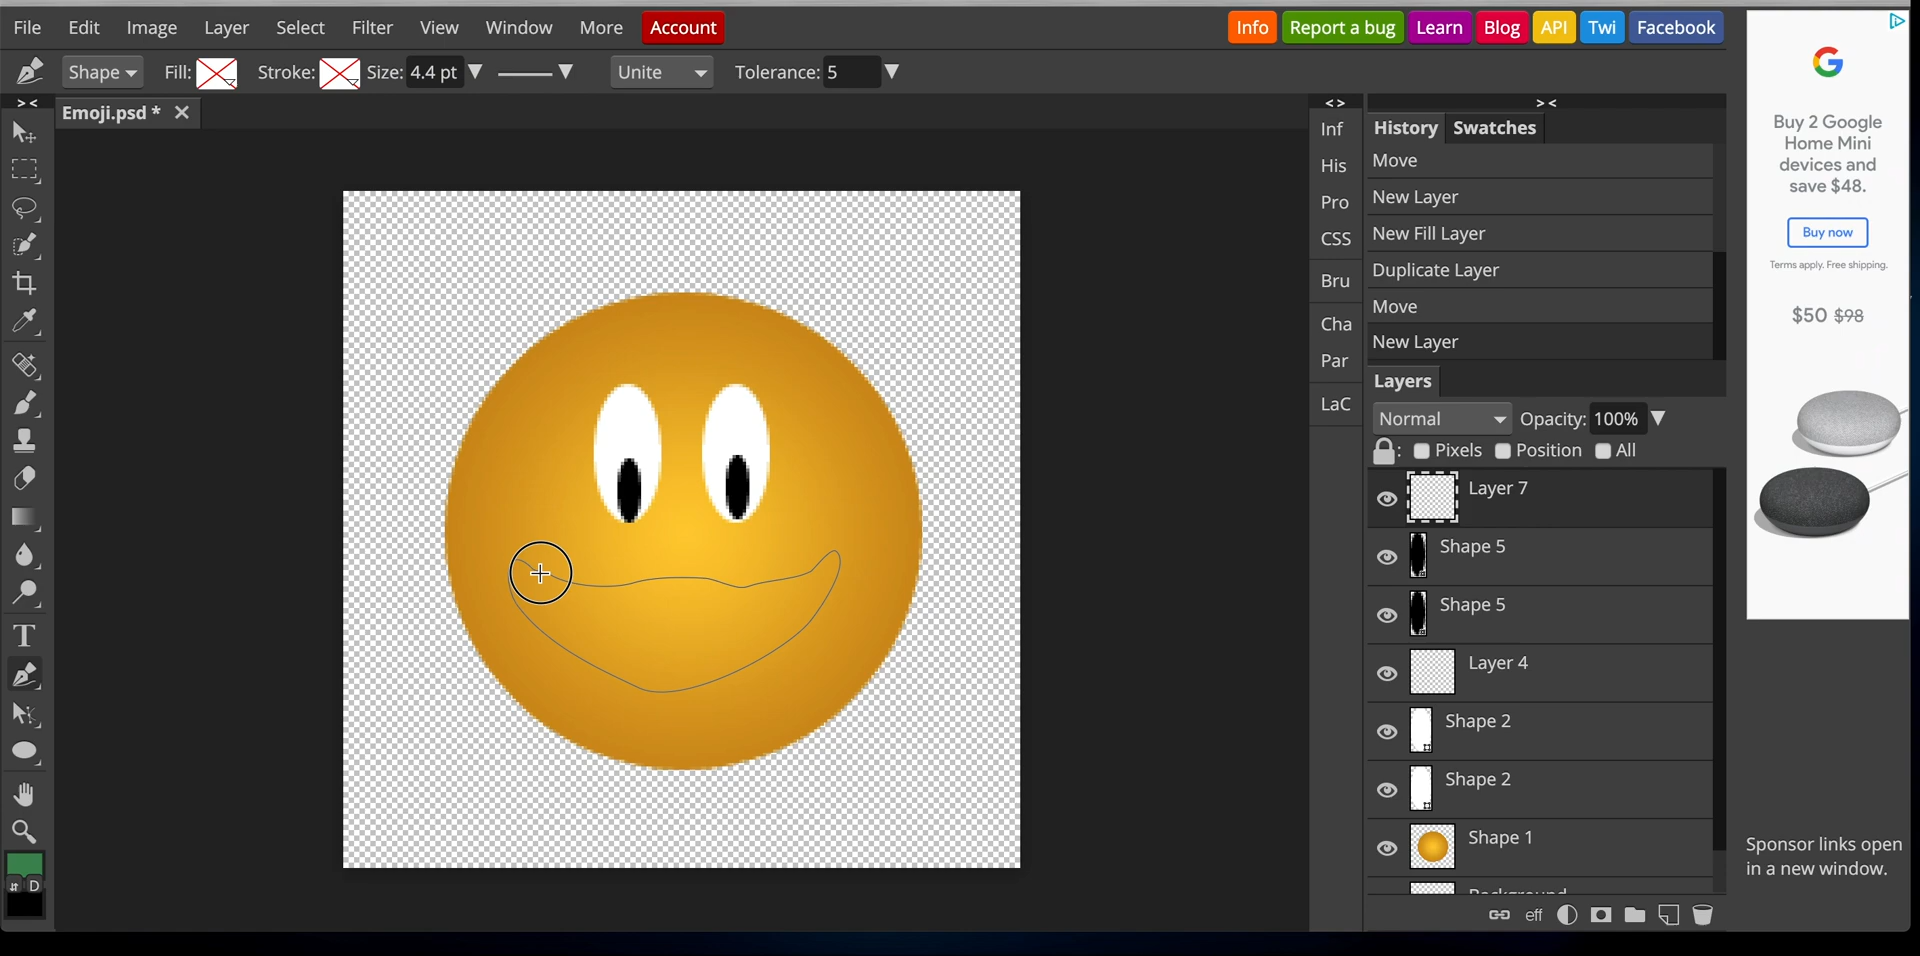 File Edit Image Layer Select Filter View Window More Account Info Report a bug Learn Blog API Twi Facebook
Shape Fill: Stroke: Size: 4.4 pt Unite Tolerance: 5
> < < > > <
Emoji.psd *
Inf
His
Pro
CSS
Bru
Cha
Par
LaC
History Swatches
Move
New Layer
New Fill Layer
Duplicate Layer
Move
New Layer
Layers
Normal Opacity: 100%
: Pixels Position All
Layer 7
Shape 5
Shape 5
Layer 4
Shape 2
Shape 2
Shape 1
Background
eff
T
D
G
Buy 2 Google
Home Mini
devices and
save $48.
Buy now
Terms apply. Free shipping.
$50 $98
Sponsor links open
in a new window.